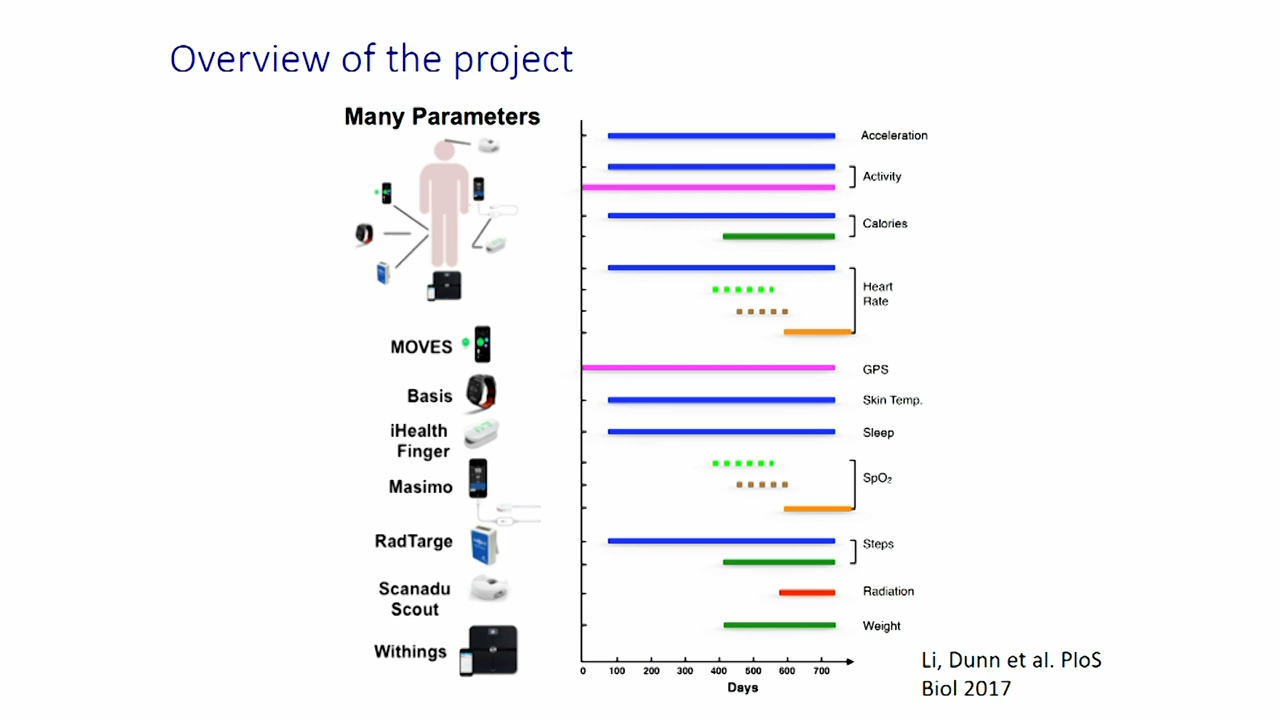 Overview of the project
Many Parameters
MOVES
Basis
iHealth
Finger
Masimo
RadTarge
Scanadu
Scout
Withings
Acceleration
Activity
Calories
Heart
Rate
GPS
Skin Temp.
Sleep
SpO₂
Steps
Radiation
Weight
0 100 200 300 400 500 600 700
Days
Li, Dunn et al. PloS
Biol 2017